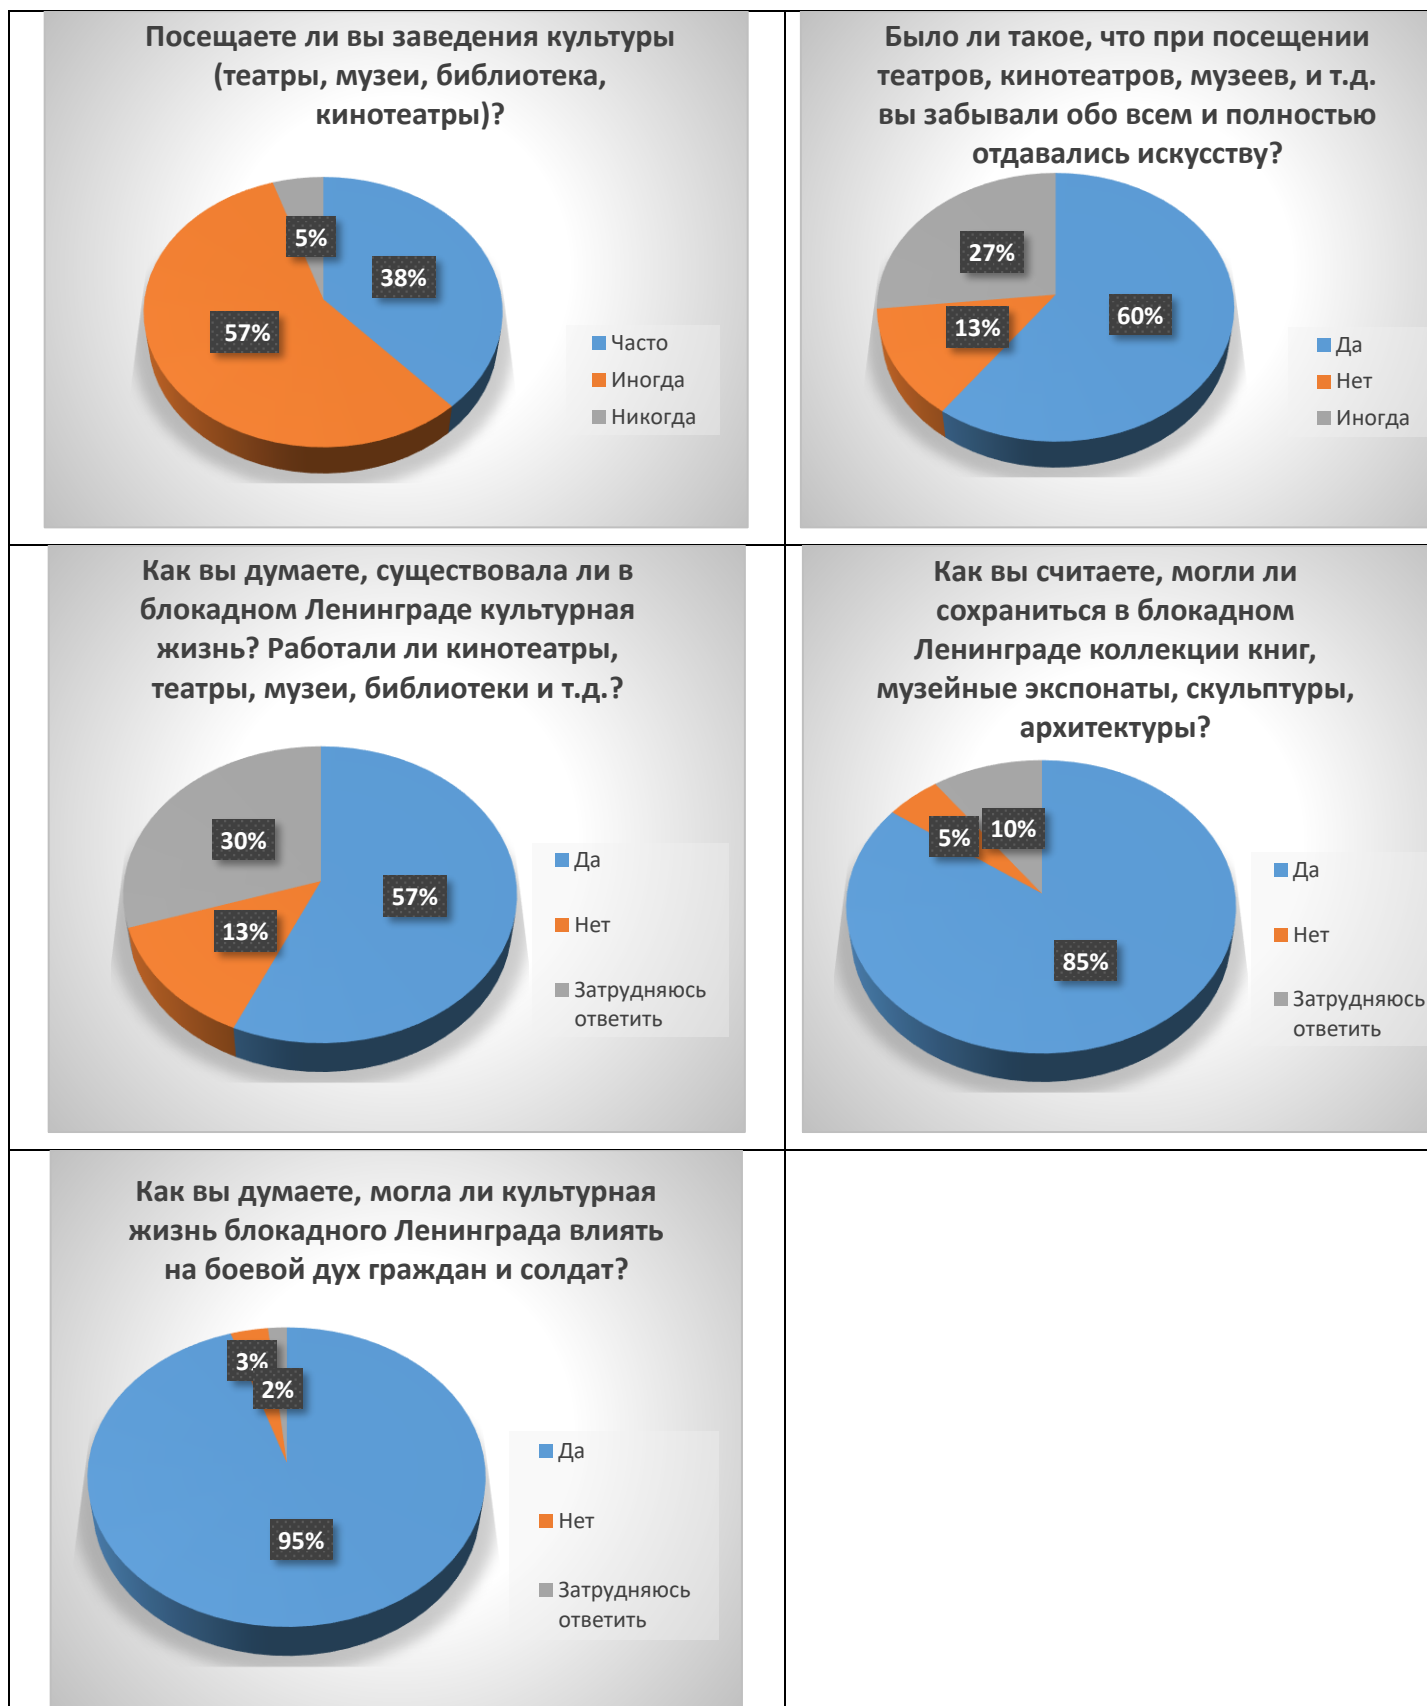 Посещаете ли вы заведения культуры
(театры, музеи, библиотека,
кинотеатры)?
5%
38%
57%
Часто
Иногда
Никогда
Было ли такое, что при посещении
театров, кинотеатров, музеев, и т.д.
вы забывали обо всем и полностью
отдавались искусству?
27%
13%
60%
Да
Нет
Иногда
Как вы думаете, существовала ли в
блокадном Ленинграде культурная
жизнь? Работали ли кинотеатры,
театры, музеи, библиотеки и т.д.?
30%
57%
13%
Да
Нет
Затрудняюсь
ответить
Как вы считаете, могли ли
сохраниться в блокадном
Ленинграде коллекции книг,
музейные экспонаты, скульптуры,
архитектуры?
5%
10%
85%
Да
Нет
Затрудняюсь
ответить
Как вы думаете, могла ли культурная
жизнь блокадного Ленинграда влиять
на боевой дух граждан и солдат?
3%
2%
95%
Да
Нет
Затрудняюсь
ответить